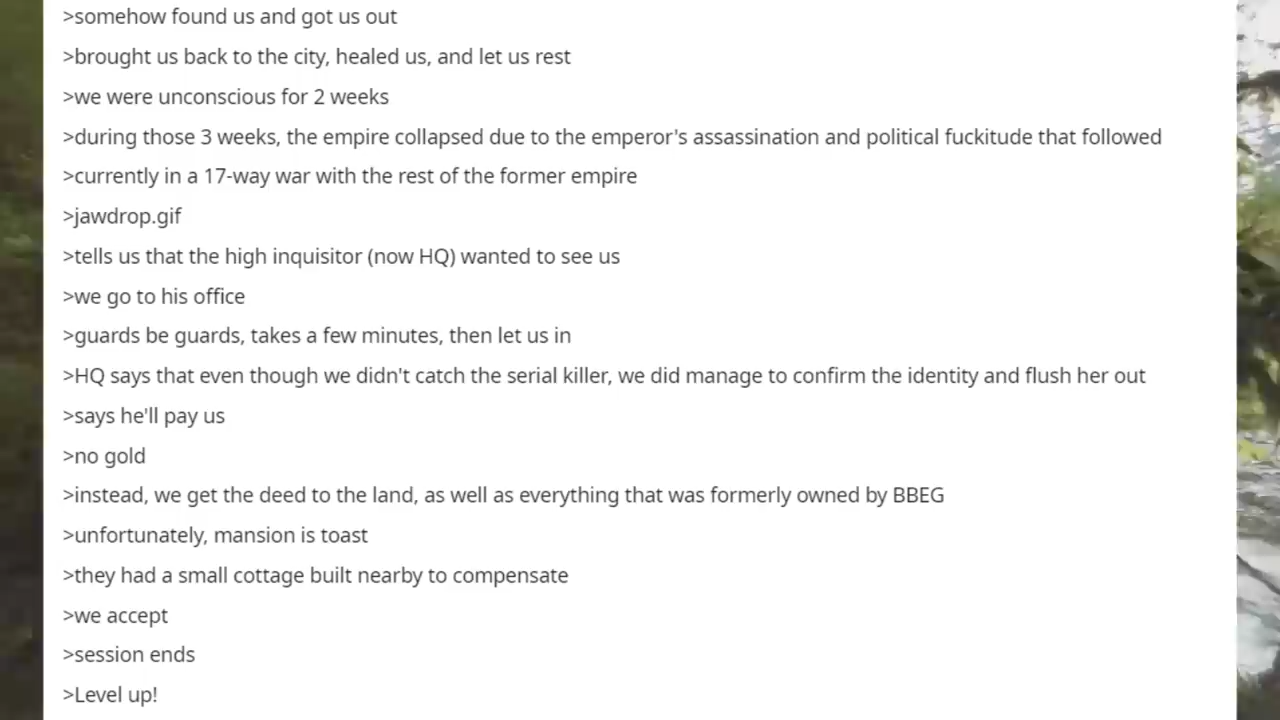 >somehow found us and got us out
>brought us back to the city, healed us, and let us rest
>we were unconscious for 2 weeks
>during those 3 weeks, the empire collapsed due to the emperor's assassination and political fuckitude that followed
>currently in a 17-way war with the rest of the former empire
>jawdrop.gif
>tells us that the high inquisitor (now HQ) wanted to see us
>we go to his office
>guards be guards, takes a few minutes, then let us in
>HQ says that even though we didn't catch the serial killer, we did manage to confirm the identity and flush her out
>says he'll pay us
>no gold
>instead, we get the deed to the land, as well as everything that was formerly owned by BBEG
>unfortunately, mansion is toast
>they had a small cottage built nearby to compensate
>we accept
>session ends
>Level up!